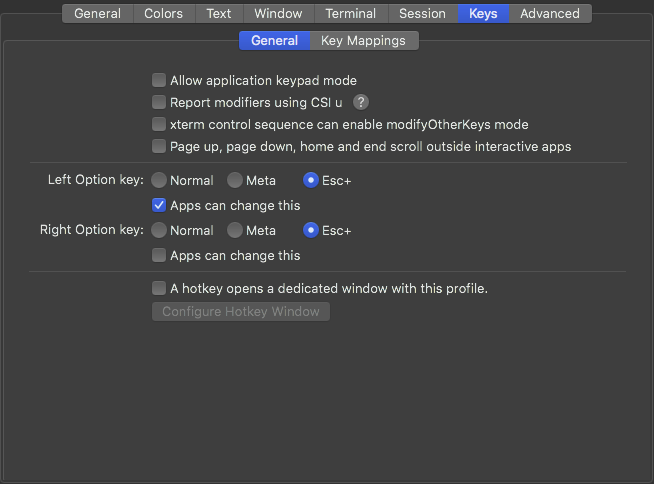 General Colors Text Window Terminal Session Keys Advanced
General Key Mappings
Allow application keypad mode
Report modifiers using CSI u ?
xterm control sequence can enable modifyOtherKeys mode
Page up, page down, home and end scroll outside interactive apps
Left Option key: Normal Meta Esc+
Apps can change this
Right Option key: Normal Meta Esc+
Apps can change this
A hotkey opens a dedicated window with this profile.
Configure Hotkey Window